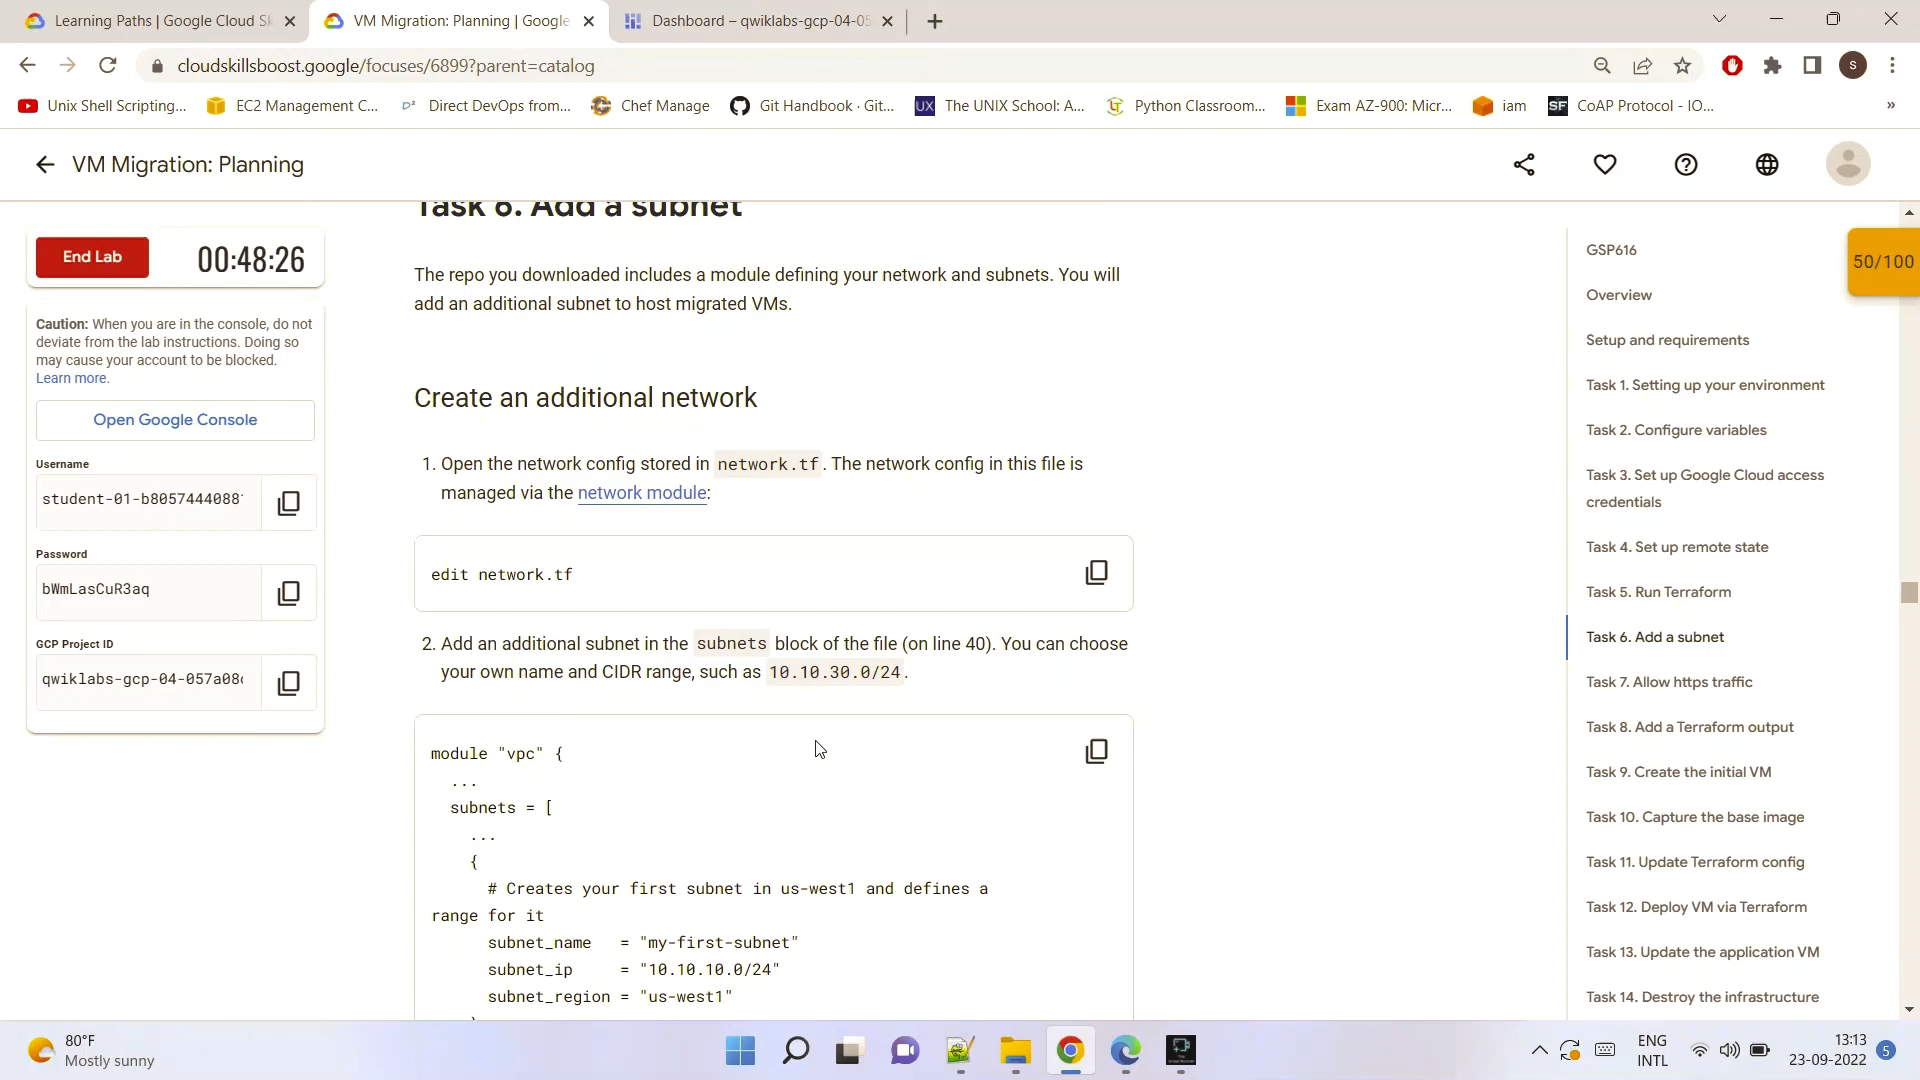 Learning Paths | Google Cloud Sk
VM Migration: Planning | Google
Dashboard – qwiklabs-gcp-04-05
cloudskillsboost.google/focuses/6899?parent=catalog
S
Unix Shell Scripting...
EC2 Management C...
Direct DevOps from...
Chef Manage
Git Handbook · Git...
UX The UNIX School: A...
Python Classroom...
Exam AZ-900: Micr...
iam
SF CoAP Protocol - IO...
»
VM Migration: Planning
End Lab
00:48:26
Caution: When you are in the console, do not
deviate from the lab instructions. Doing so
may cause your account to be blocked.
Learn more.
Open Google Console
Username
student-01-b8057444088
Password
bWmLasCuR3aq
GCP Project ID
qwiklabs-gcp-04-057a08
Task 6. Add a subnet
The repo you downloaded includes a module defining your network and subnets. You will
add an additional subnet to host migrated VMs.
Create an additional network
1. Open the network config stored in network.tf. The network config in this file is
managed via the network module:
edit network.tf
2. Add an additional subnet in the subnets block of the file (on line 40). You can choose
your own name and CIDR range, such as 10.10.30.0/24.
module "vpc" {
...
subnets = [
...
{
# Creates your first subnet in us-west1 and defines a
range for it
subnet_name = "my-first-subnet"
subnet_ip = "10.10.10.0/24"
subnet_region = "us-west1"
GSP616
Overview
Setup and requirements
Task 1. Setting up your environment
Task 2. Configure variables
Task 3. Set up Google Cloud access
credentials
Task 4. Set up remote state
Task 5. Run Terraform
Task 6. Add a subnet
Task 7. Allow https traffic
Task 8. Add a Terraform output
Task 9. Create the initial VM
Task 10. Capture the base image
Task 11. Update Terraform config
Task 12. Deploy VM via Terraform
Task 13. Update the application VM
Task 14. Destroy the infrastructure
50/100
80°F
Mostly sunny
ENG
INTL
13:13
23-09-2022
5